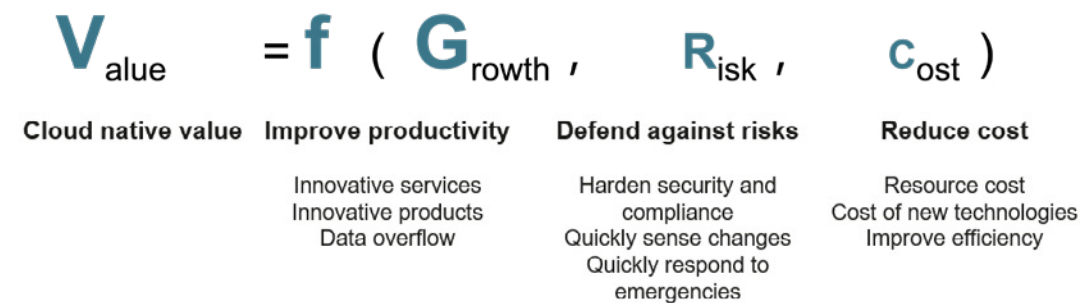 Value = f ( Growth , Risk , Cost )
Cloud native value Improve productivity Defend against risks Reduce cost
Innovative services
Innovative products
Data overflow
Harden security and
compliance
Quickly sense changes
Quickly respond to
emergencies
Resource cost
Cost of new technologies
Improve efficiency